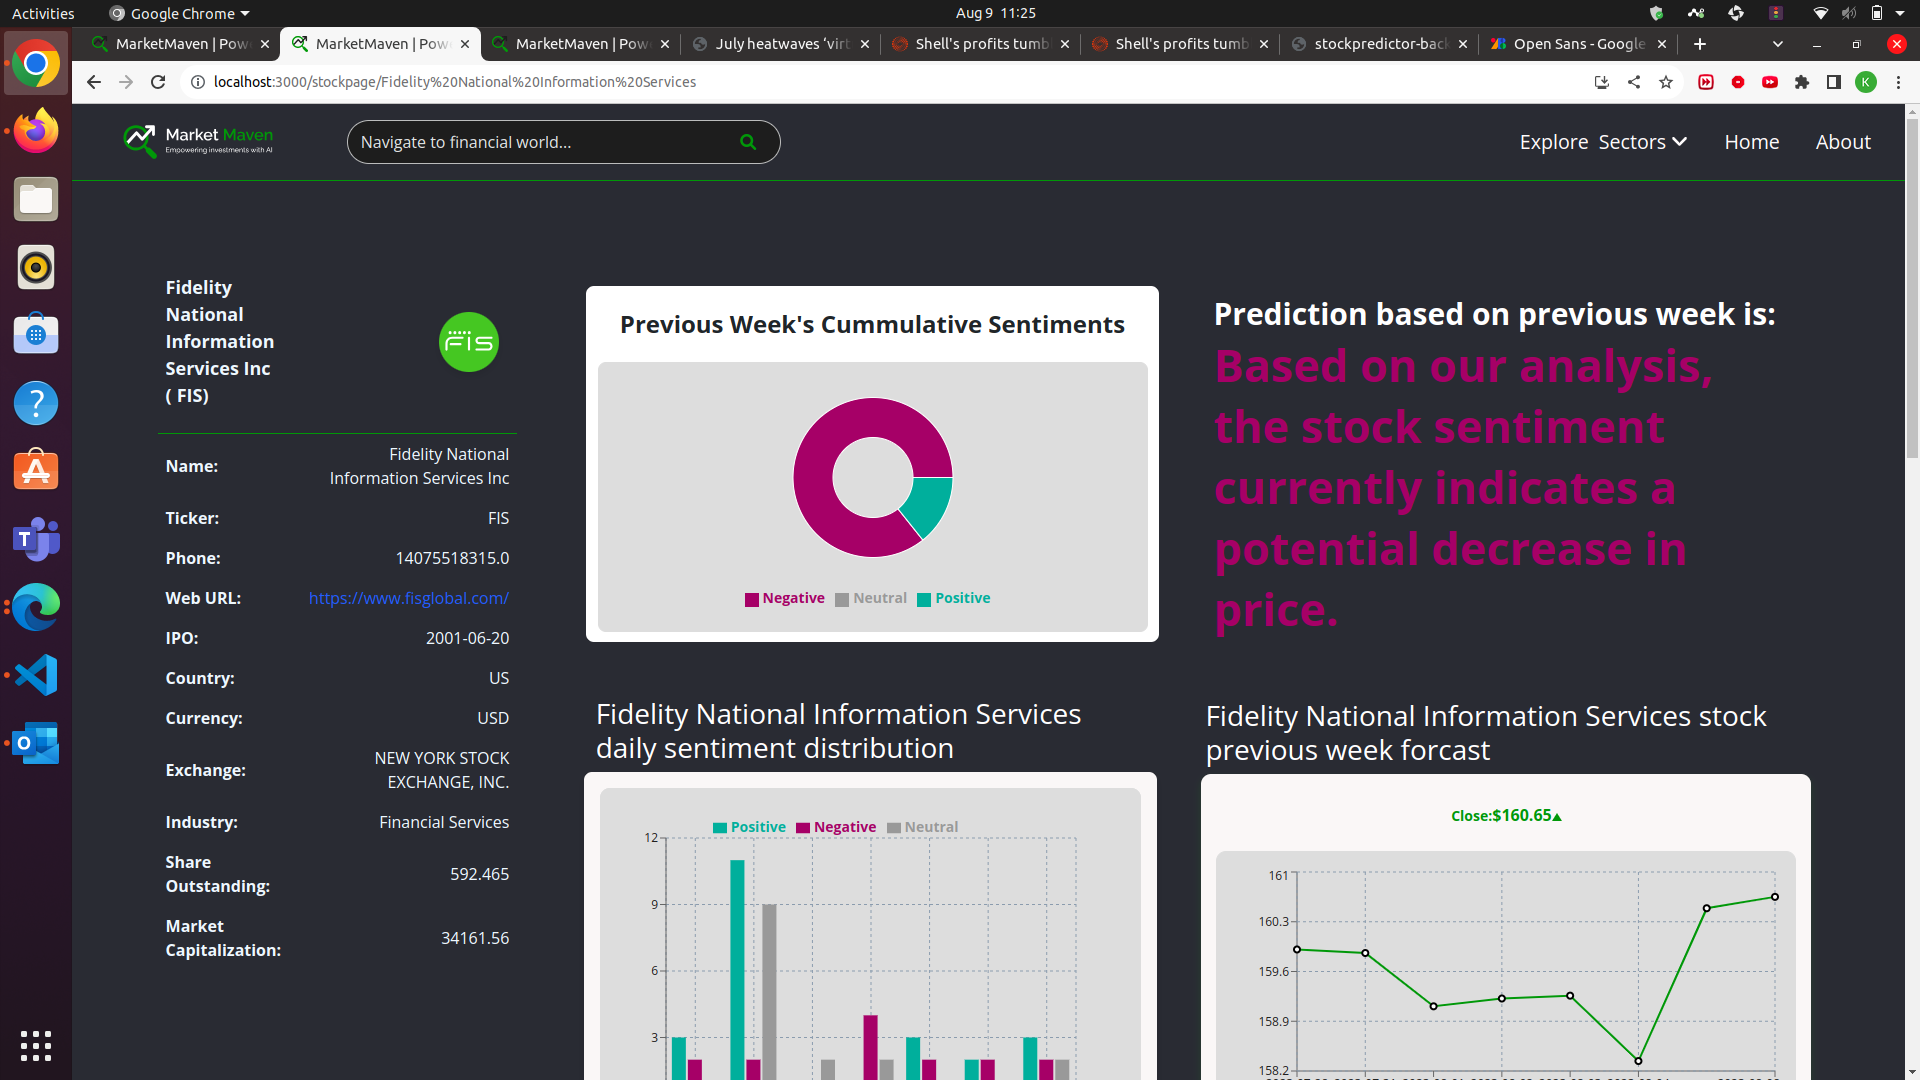 Activities
Google Chrome
Aug 9 11:25
MarketMaven | Pow
MarketMaven | Pow
MarketMaven | Pow
July heatwaves ‘virt
Shell's profits tumb
Shell's profits tumb
stockpredictor-back
Open Sans - Google
localhost:3000/stockpage/Fidelity%20National%20Information%20Services
K
Market Maven
Empowering investments with AI
Navigate to financial world...
Explore Sectors
Home
About
Fidelity
National
Information
Services Inc
( FIS)
FIS
Name:
Fidelity National
Information Services Inc
Ticker:
FIS
Phone:
14075518315.0
Web URL:
https://www.fisglobal.com/
IPO:
2001-06-20
Country:
US
Currency:
USD
Exchange:
NEW YORK STOCK
EXCHANGE, INC.
Industry:
Financial Services
Share
Outstanding:
592.465
Market
Capitalization:
34161.56
Previous Week's Cummulative Sentiments
Negative Neutral Positive
Prediction based on previous week is:
Based on our analysis,
the stock sentiment
currently indicates a
potential decrease in
price.
Fidelity National Information Services
daily sentiment distribution
Positive Negative Neutral
12
9
6
3
Fidelity National Information Services stock
previous week forcast
Close:$160.65▲
161
160.3
159.6
158.9
158.2